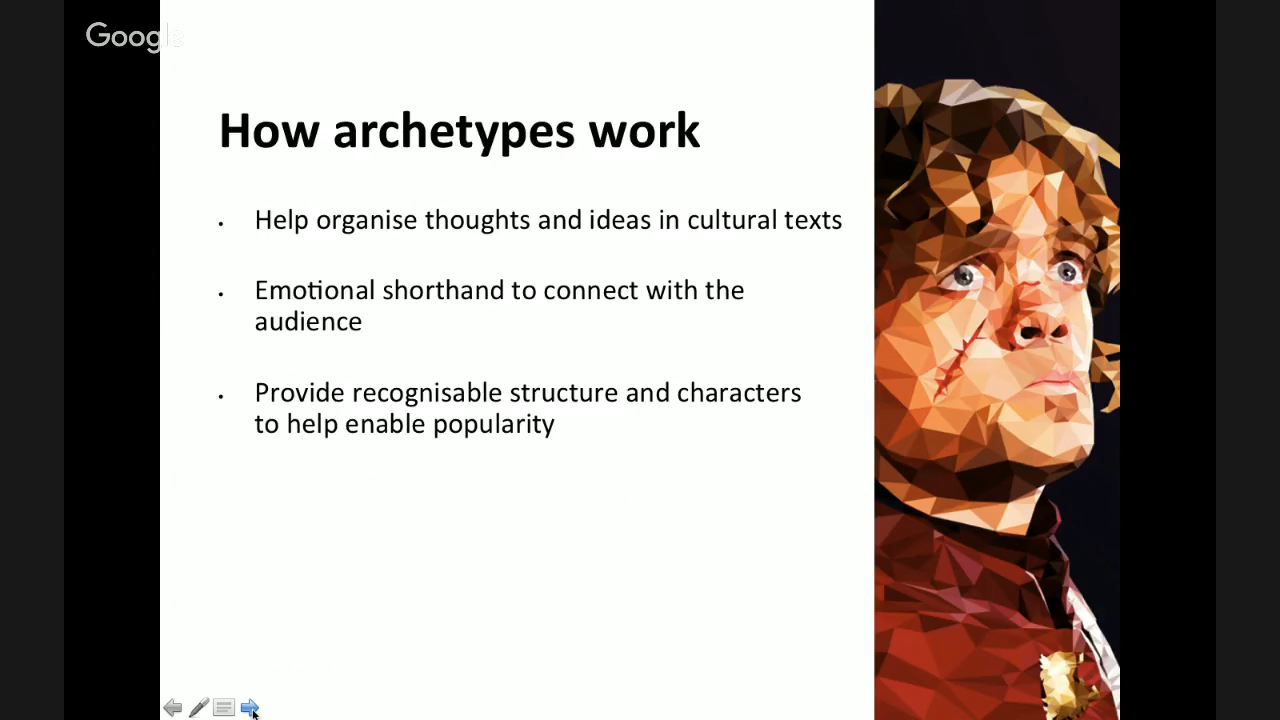 Google
How archetypes work
• Help organise thoughts and ideas in cultural texts
• Emotional shorthand to connect with the
audience
• Provide recognisable structure and characters
to help enable popularity